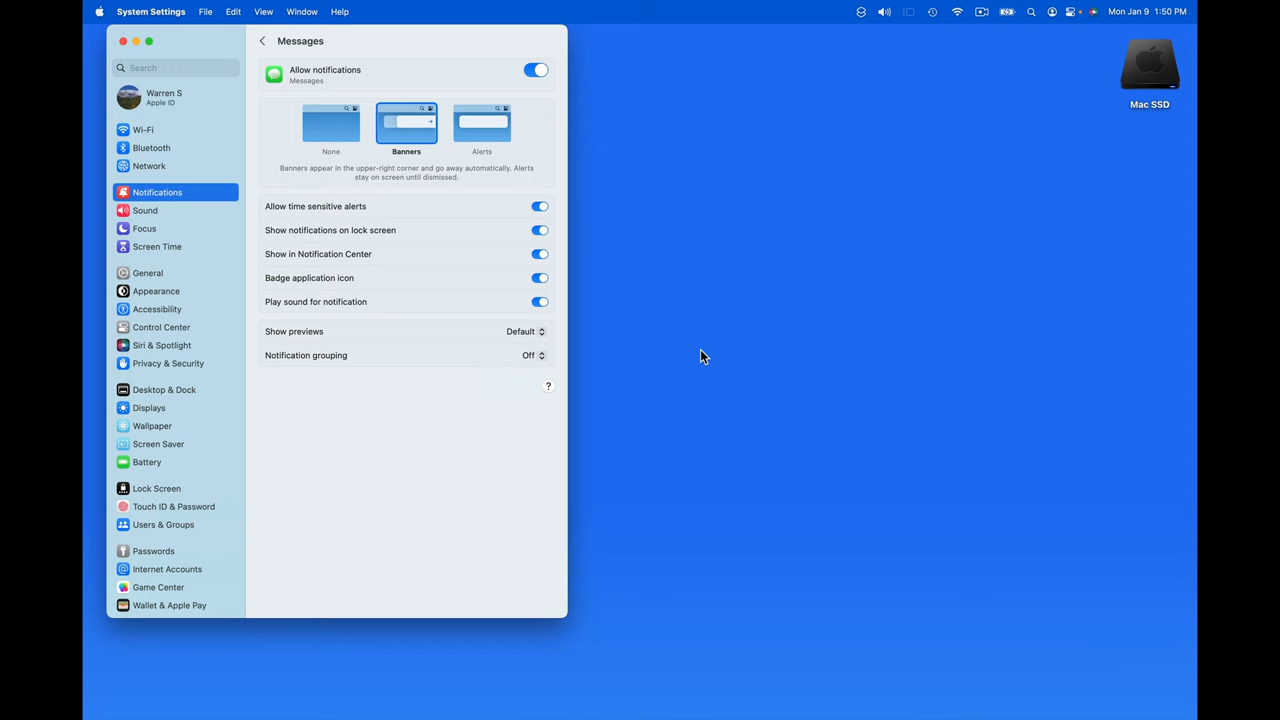 System Settings File Edit View Window Help
Mon Jan 9 1:50 PM
Search
Warren S
Apple ID
Wi-Fi
Bluetooth
Network
Notifications
Sound
Focus
Screen Time
General
Appearance
Accessibility
Control Center
Siri & Spotlight
Privacy & Security
Desktop & Dock
Displays
Wallpaper
Screen Saver
Battery
Lock Screen
Touch ID & Password
Users & Groups
Passwords
Internet Accounts
Game Center
Wallet & Apple Pay
Messages
Allow notifications
Messages
None Banners Alerts
Banners appear in the upper-right corner and go away automatically. Alerts
stay on screen until dismissed.
Allow time sensitive alerts
Show notifications on lock screen
Show in Notification Center
Badge application icon
Play sound for notification
Show previews Default
Notification grouping Off
?
Mac SSD